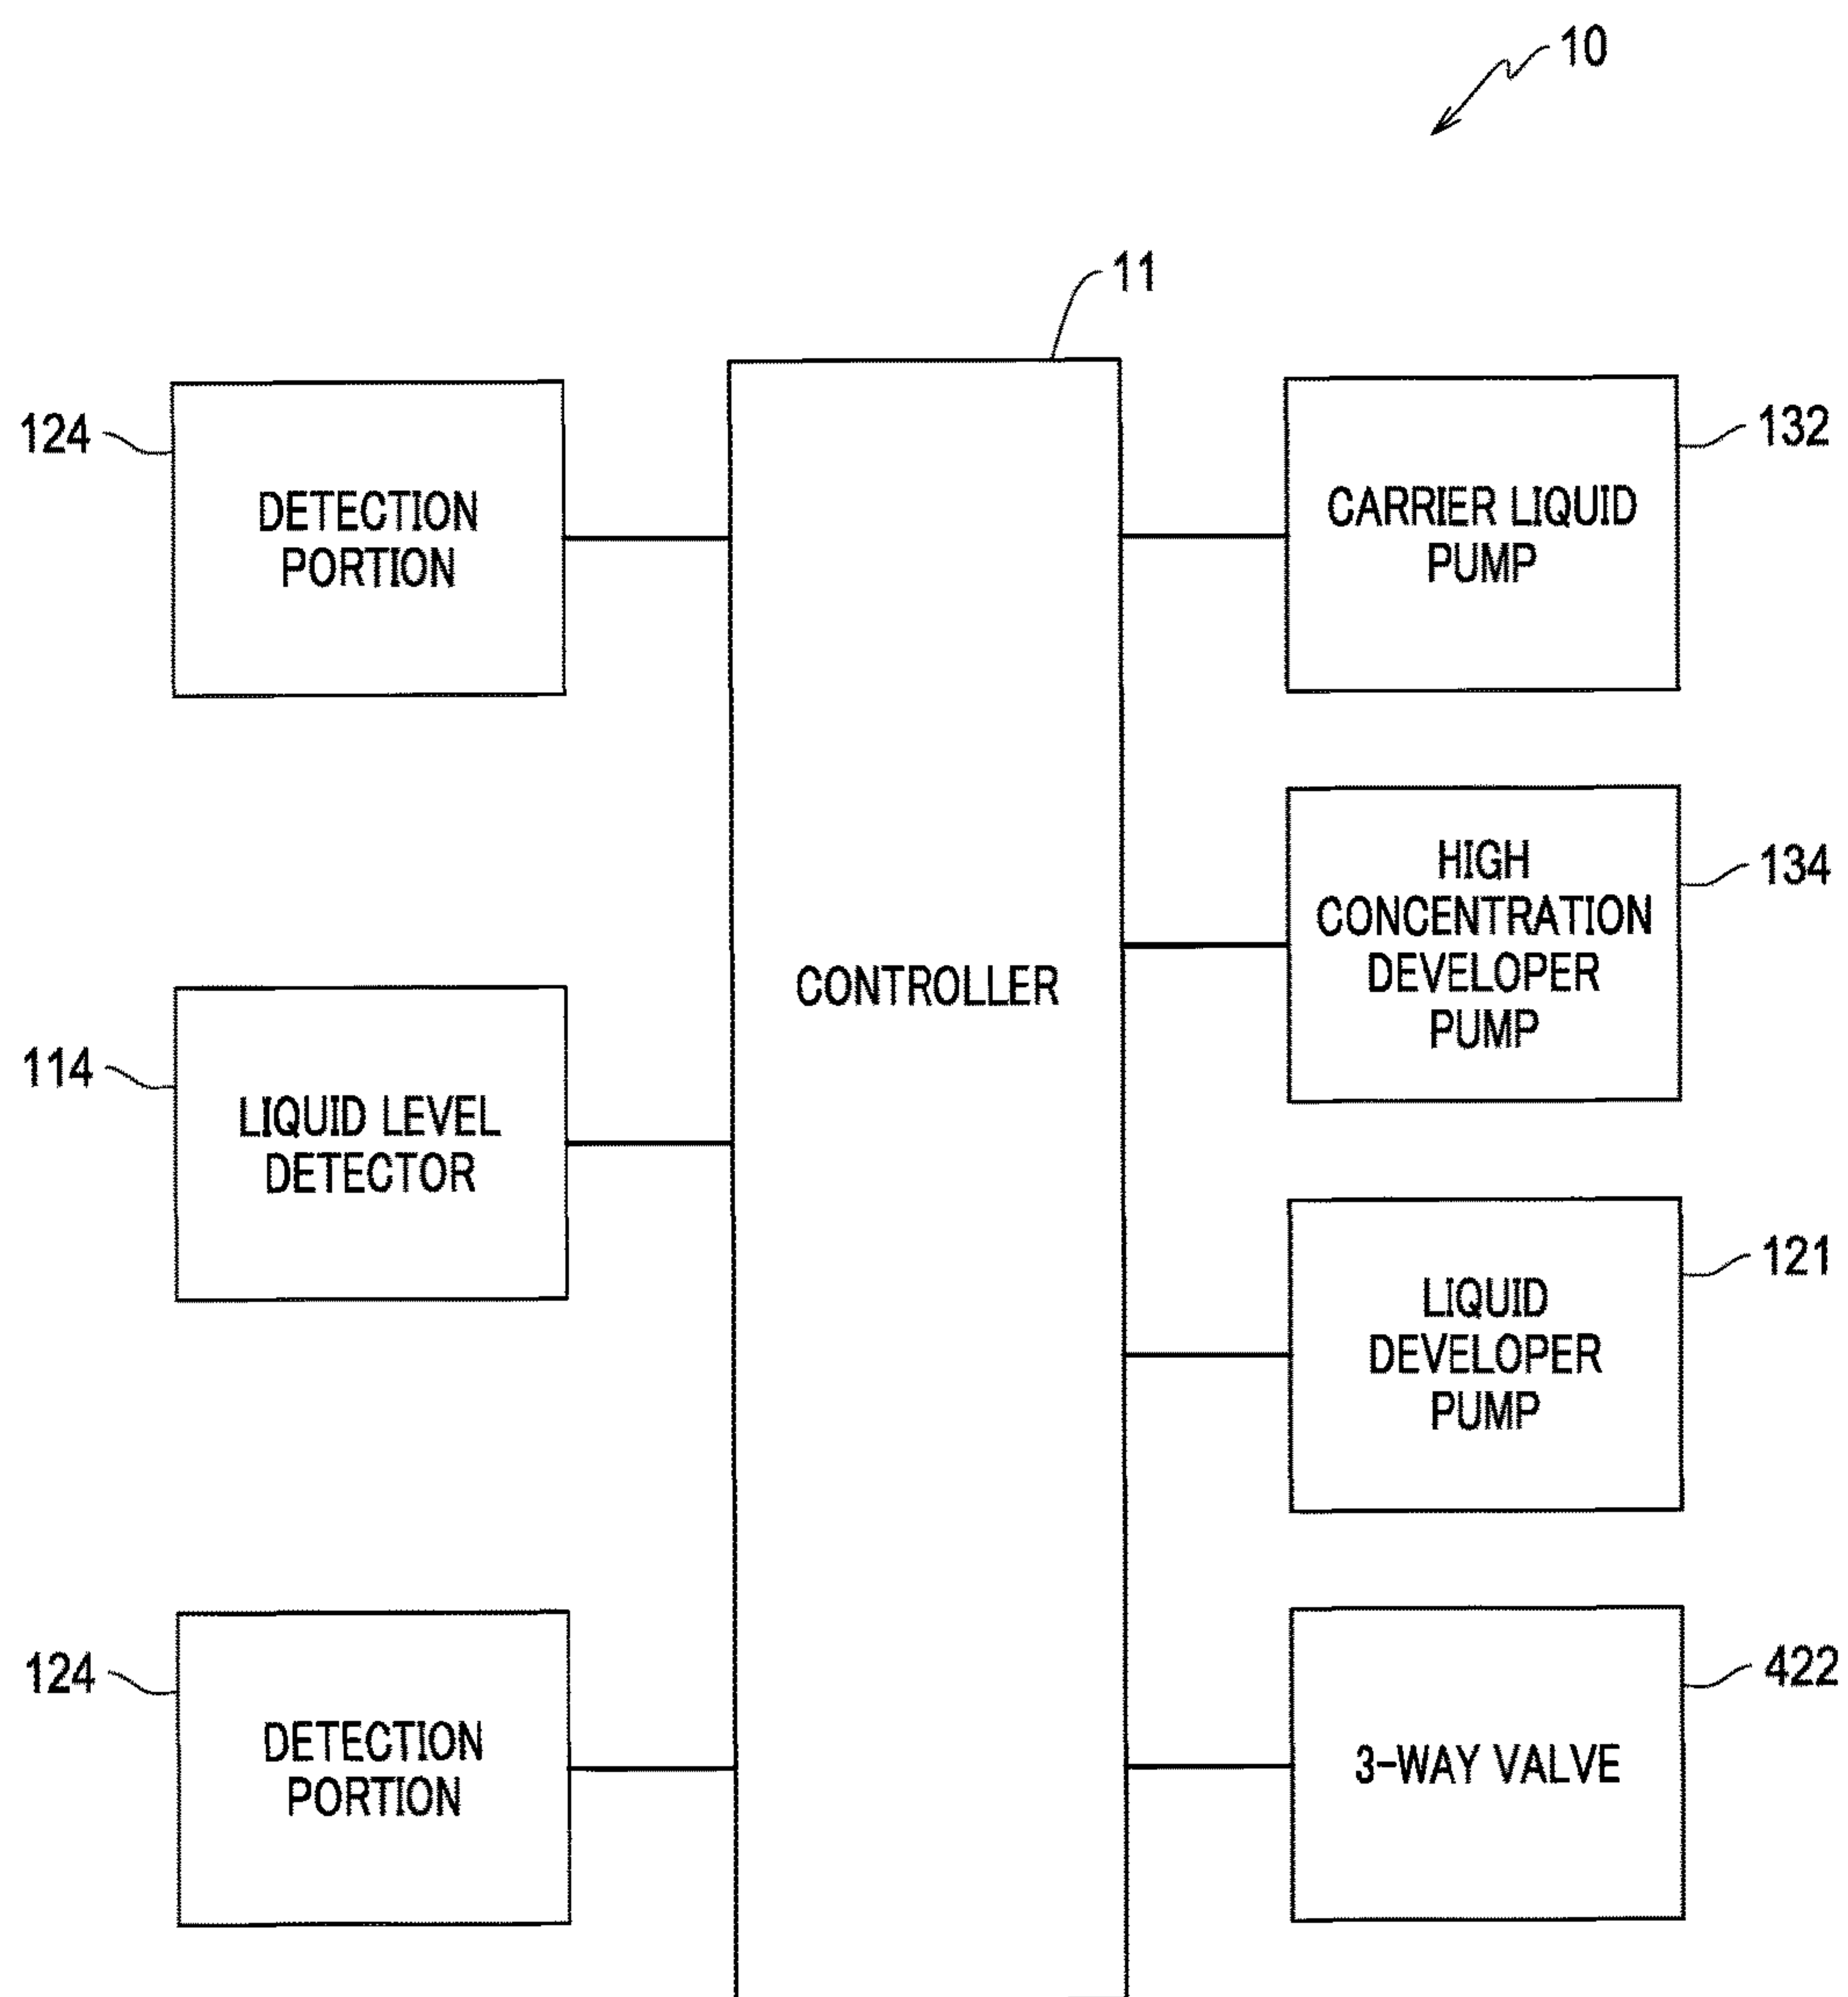 10
11
124
DETECTION
PORTION
114
LIQUID LEVEL
DETECTOR
124
DETECTION
PORTION
CONTROLLER
132
CARRIER LIQUID
PUMP
134
HIGH
CONCENTRATION
DEVELOPER
PUMP
121
LIQUID
DEVELOPER
PUMP
422
3-WAY VALVE